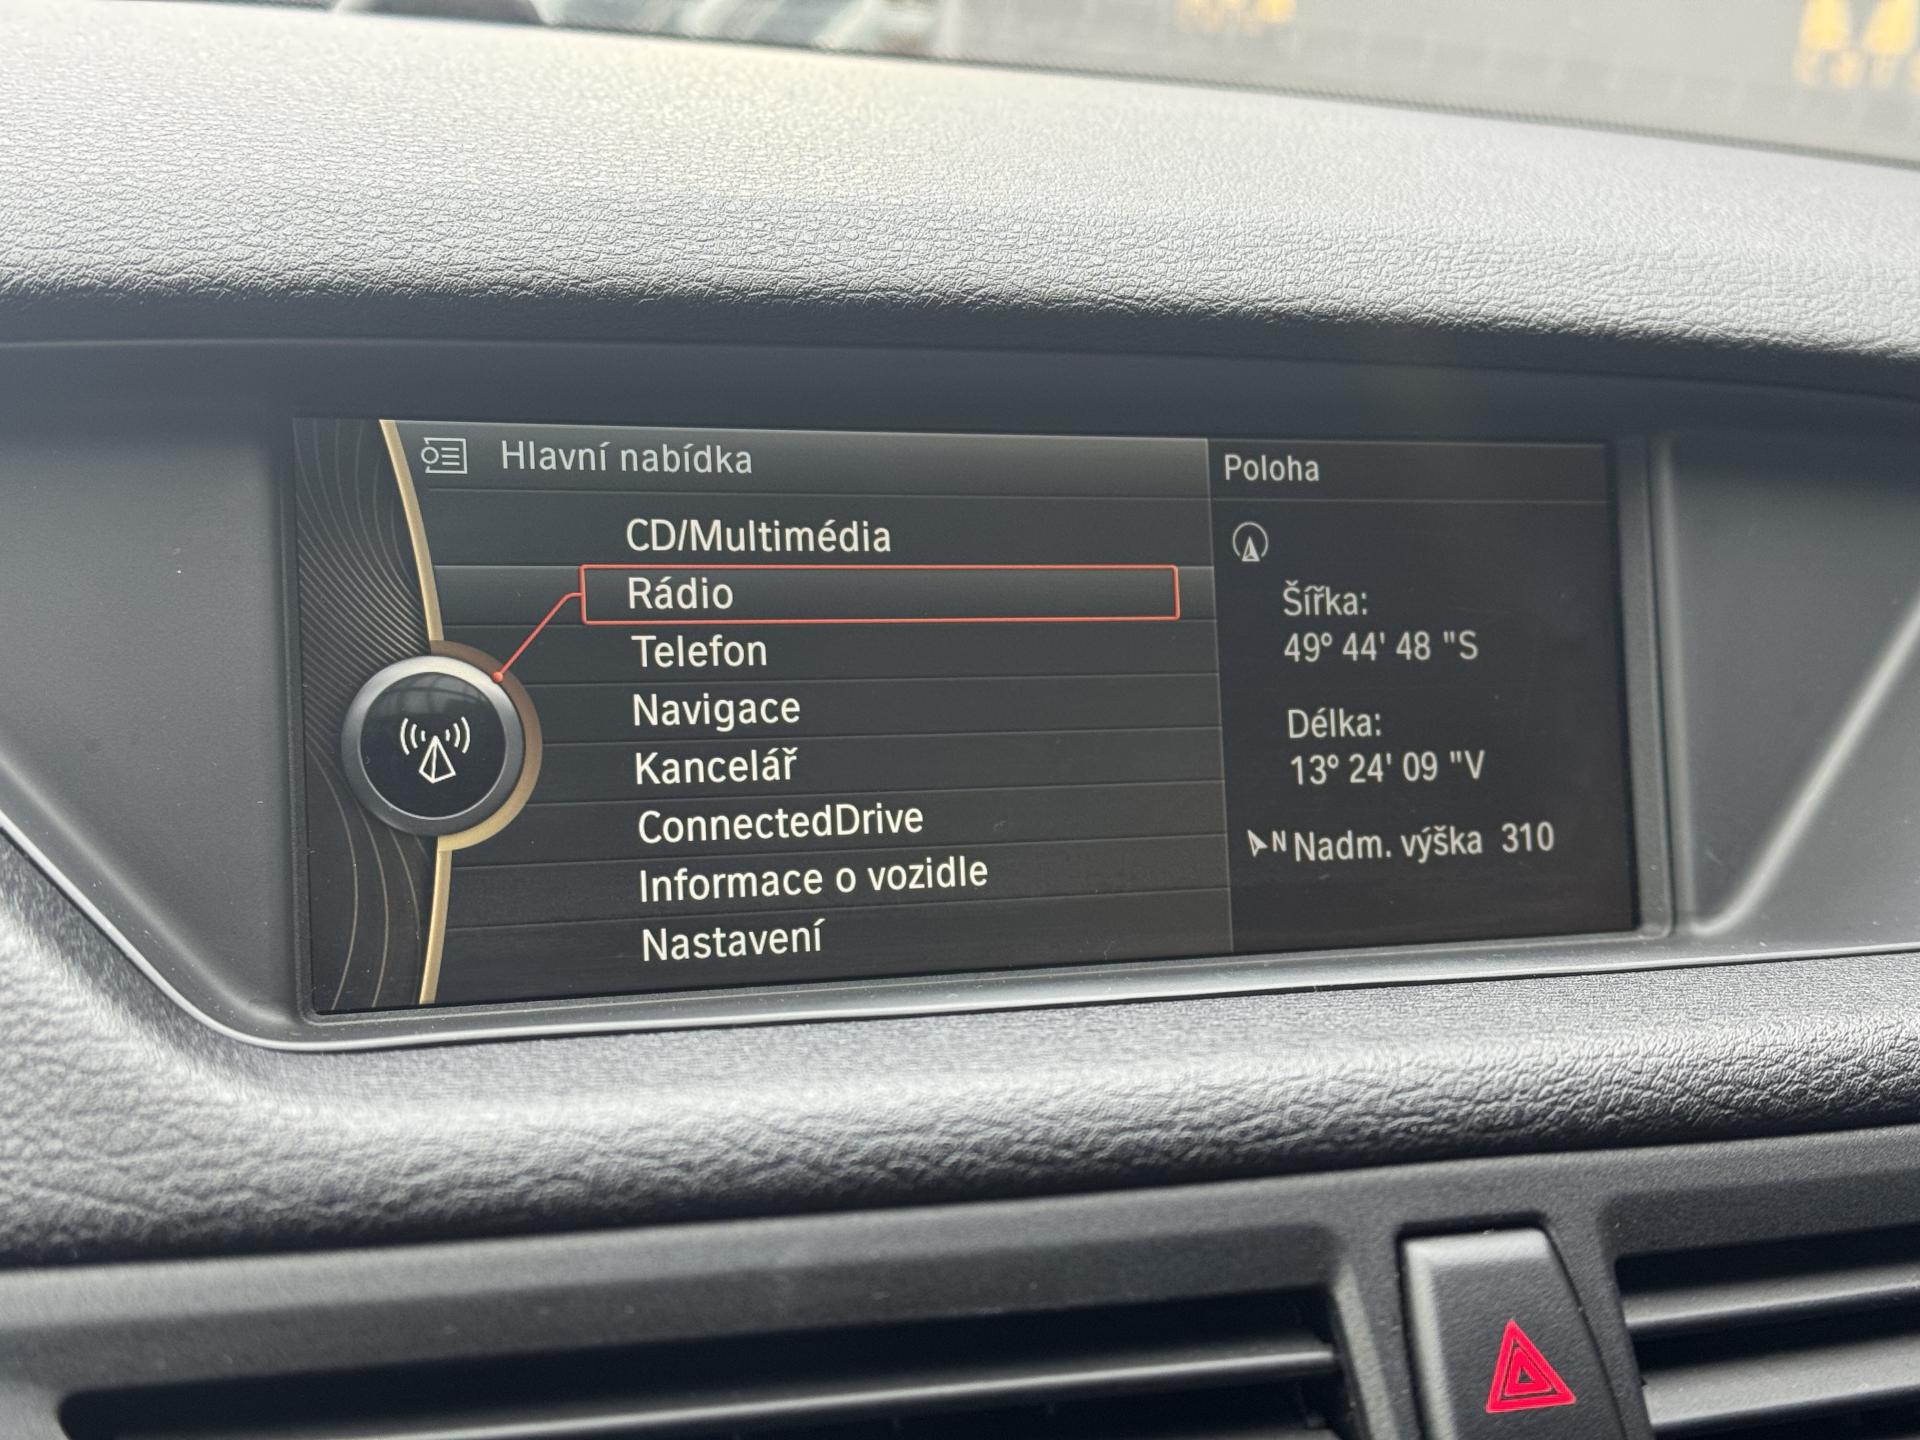 Hlavní nabídka
CD/Multimédia
Rádio
Telefon
Navigace
Kancelář
ConnectedDrive
Informace o vozidle
Nastavení
Poloha
Šířka:
49° 44' 48 "S
Délka:
13° 24' 09 "V
N Nadm. výška 310